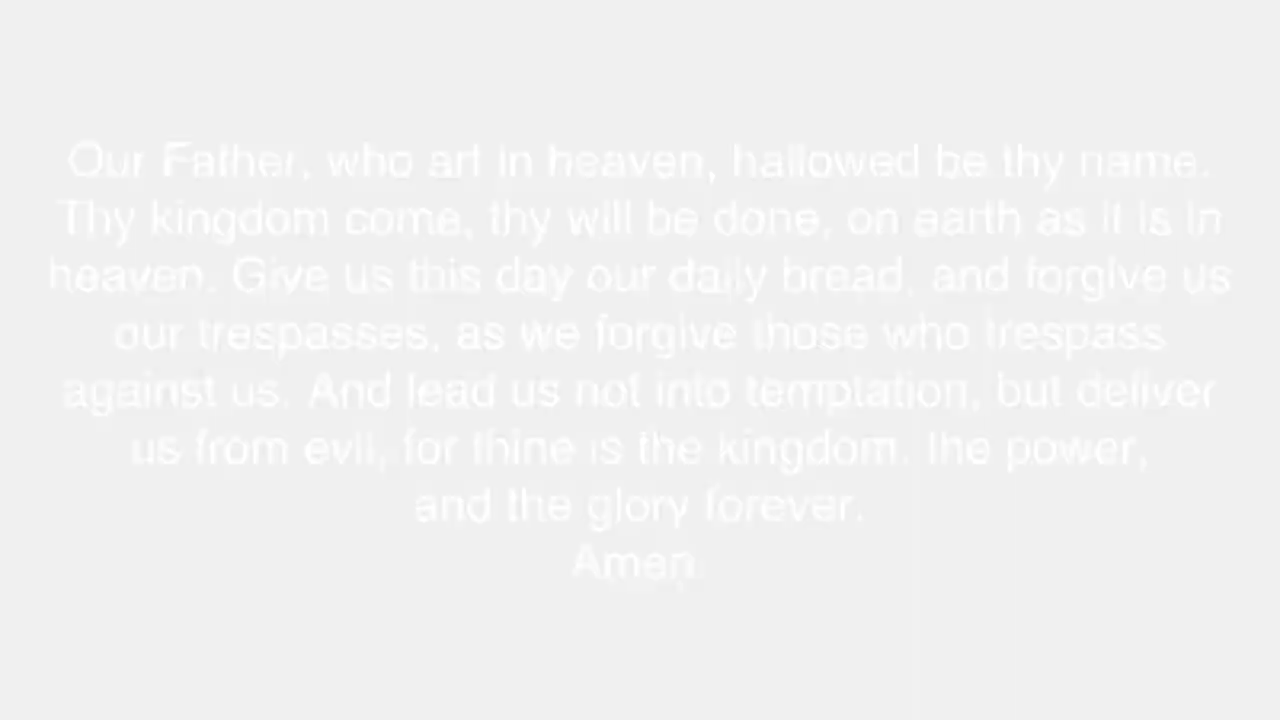 Our Father, who art in heaven, hallowed be thy name.
Thy kingdom come, thy will be done, on earth as it is in
heaven. Give us this day our daily bread, and forgive us
our trespasses, as we forgive those who trespass
against us. And lead us not into temptation, but deliver
us from evil, for thine is the kingdom, the power,
and the glory forever.
Amen.